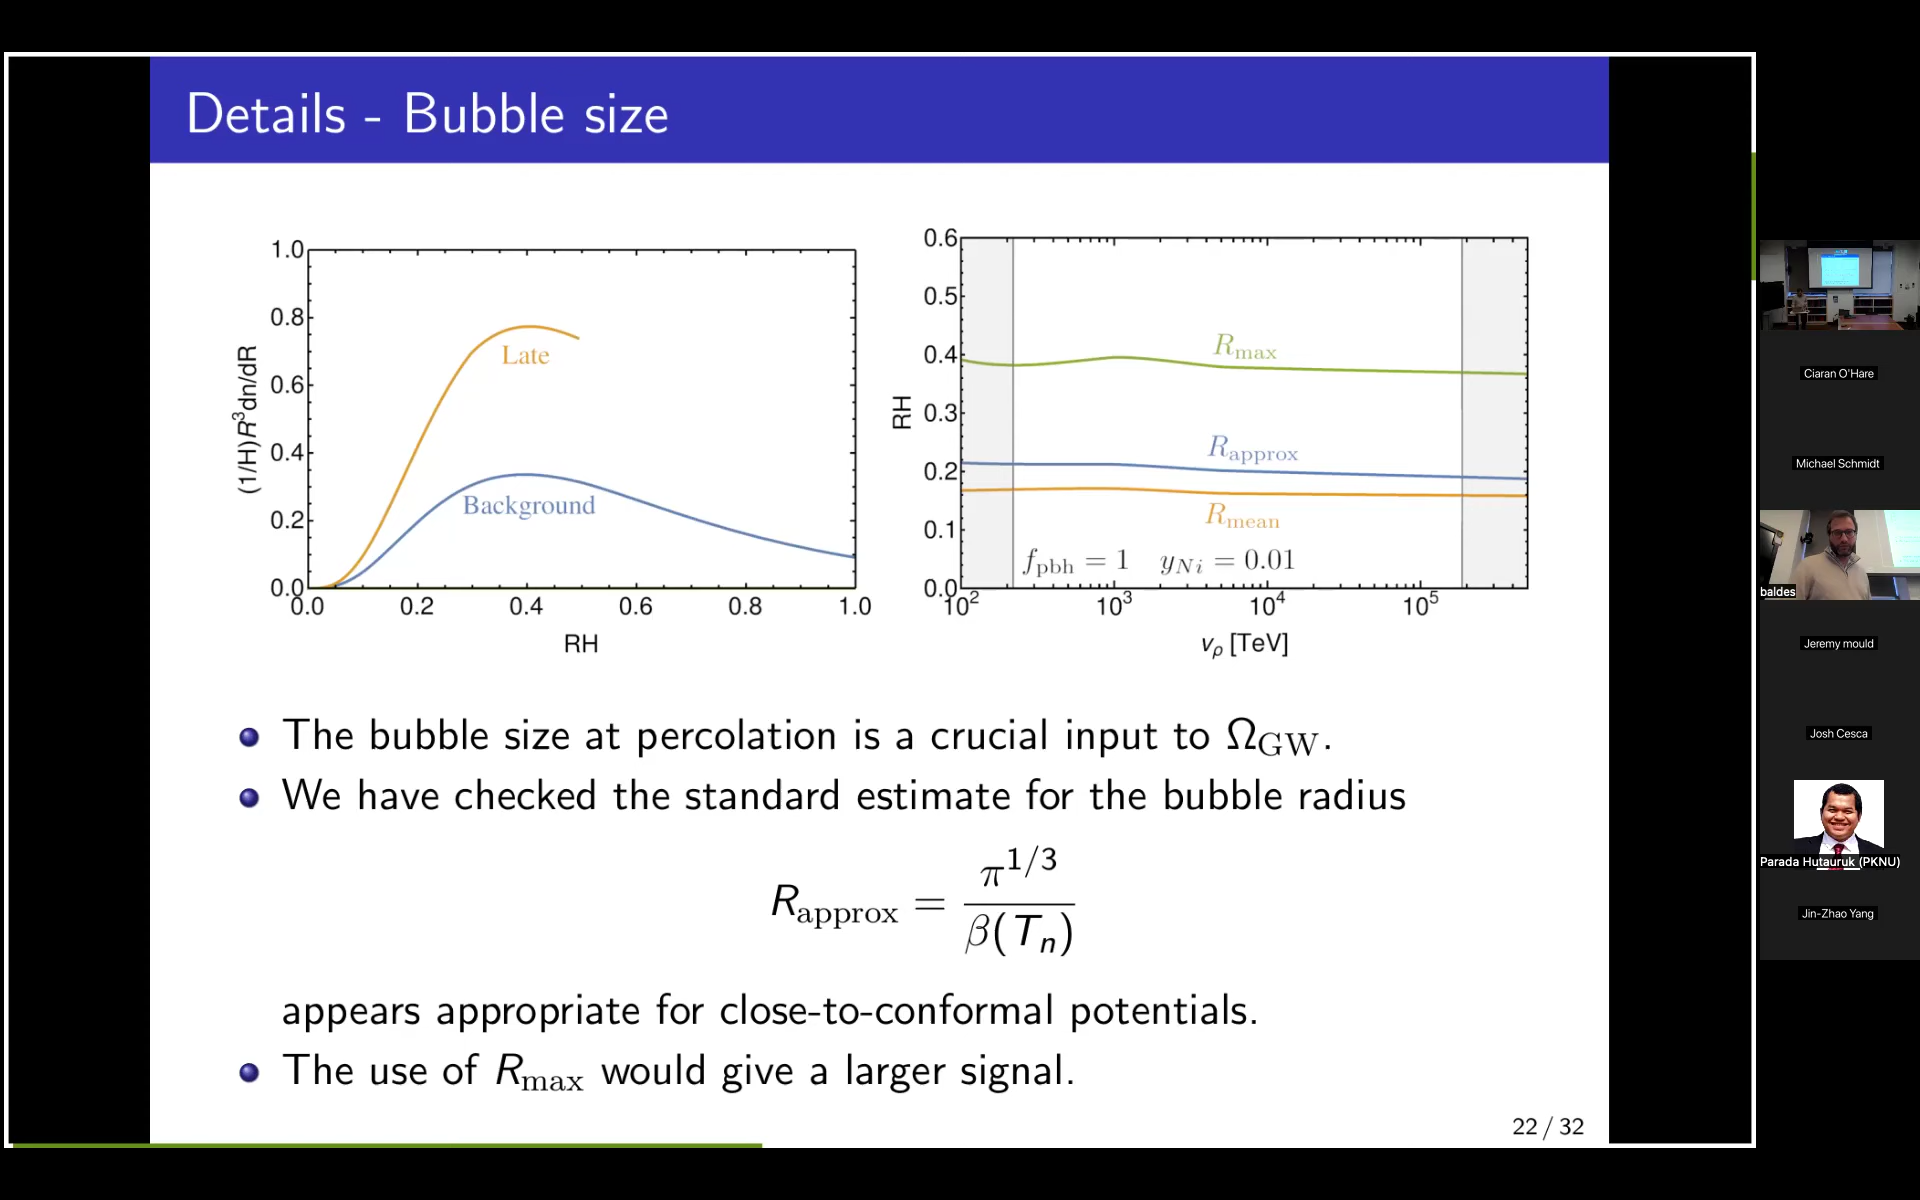 Details - Bubble size
1.0
0.8
0.6
0.4
0.2
0.0
(1/H)R³dn/dR
Late
Background
0.0 0.2 0.4 0.6 0.8 1.0
RH
0.6
0.5
0.4
0.3
0.2
0.1
0.0
RH
R_max
R_approx
R_mean
f_pbh = 1 y_Ni = 0.01
10² 10³ 10⁴ 10⁵
v_ρ [TeV]
The bubble size at percolation is a crucial input to Ω_GW.
We have checked the standard estimate for the bubble radius
R_approx = π^1/3 / β(T_n)
appears appropriate for close-to-conformal potentials.
The use of R_max would give a larger signal.
22 / 32
Ciaran O'Hare
Michael Schmidt
baldes
Jeremy mould
Josh Cesca
Parada Hutauruk (PKNU)
Jin-Zhao Yang